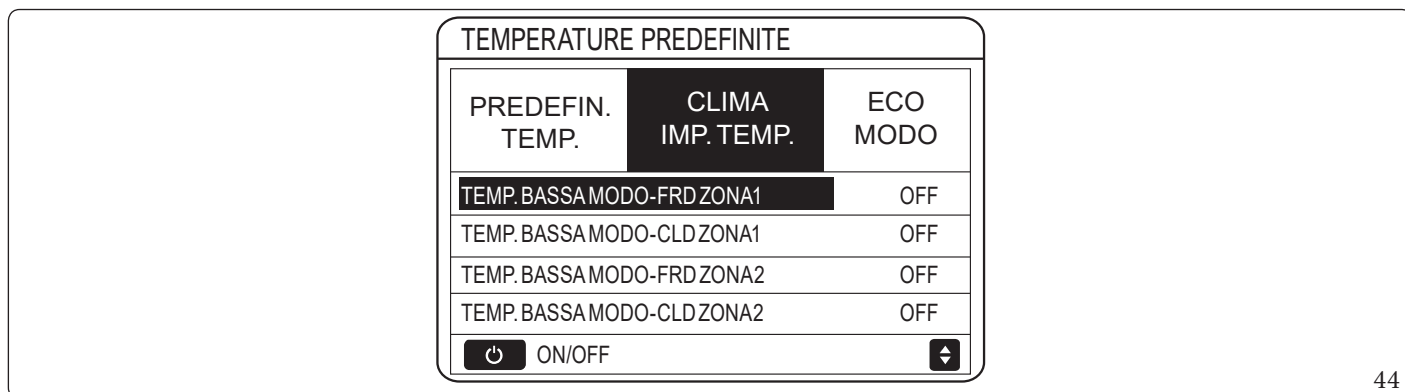 TEMPERATURE PREDEFINITE
PREDEFIN.
TEMP.
CLIMA
IMP. TEMP.
ECO
MODO
TEMP. BASSA MODO-FRD ZONA1 OFF
TEMP. BASSA MODO-CLD ZONA1 OFF
TEMP. BASSA MODO-FRD ZONA2 OFF
TEMP. BASSA MODO-CLD ZONA2 OFF
ON/OFF
44